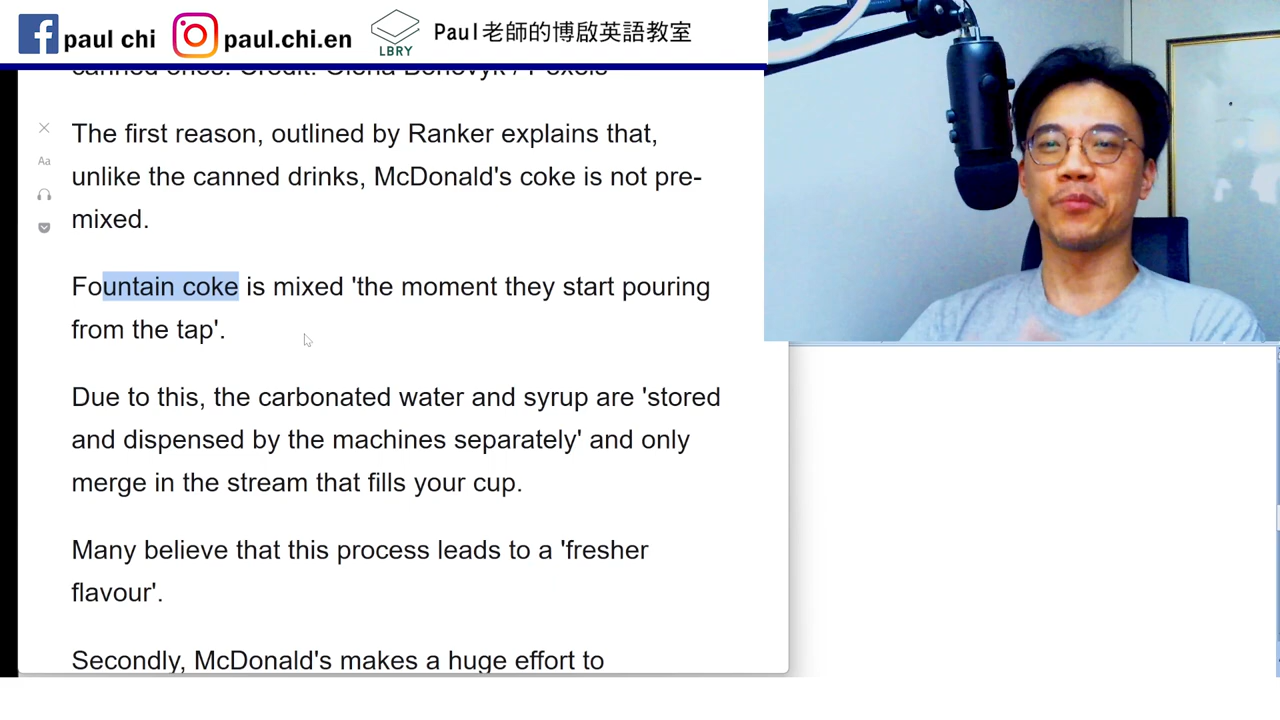 paul chi
paul.chi.en
LBRY
Paul老師的博啟英語教室
The first reason, outlined by Ranker explains that,
unlike the canned drinks, McDonald's coke is not pre-
mixed.
Fountain coke is mixed 'the moment they start pouring
from the tap'.
Due to this, the carbonated water and syrup are 'stored
and dispensed by the machines separately' and only
merge in the stream that fills your cup.
Many believe that this process leads to a 'fresher
flavour'.
Secondly, McDonald's makes a huge effort to
Aa